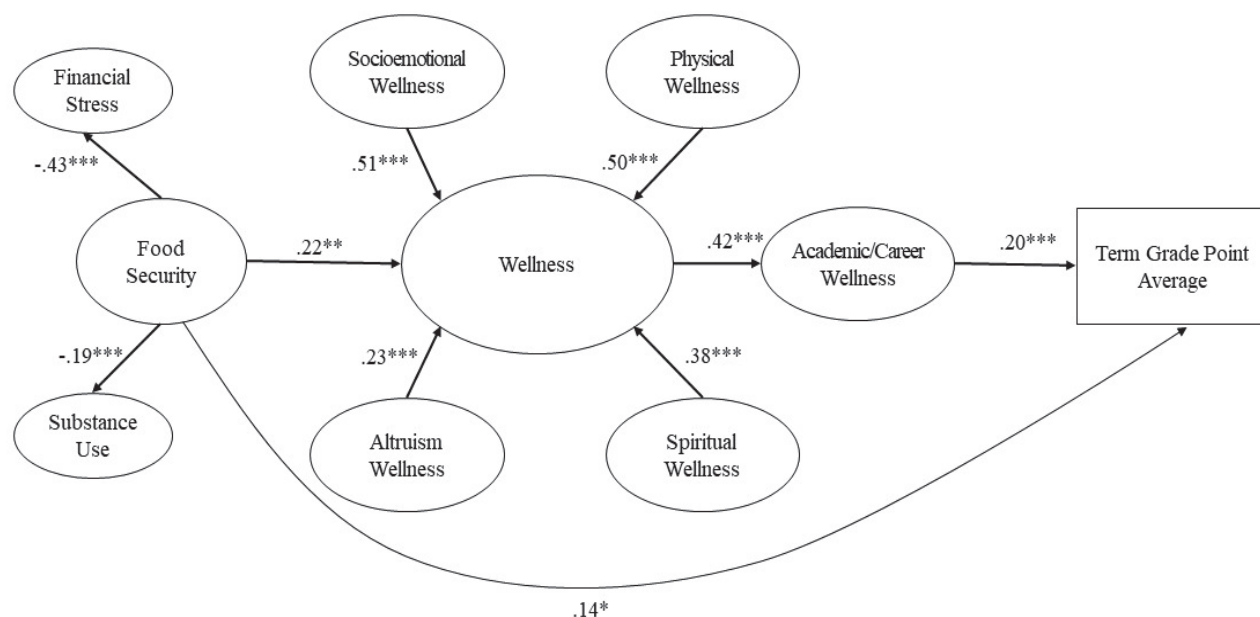 Financial
Stress
Socioemotional
Wellness
Physical
Wellness
-.43***
.51***
.50***
Food
Security
.22**
Wellness
.42***
Academic/Career
Wellness
.20***
Term Grade Point
Average
-.19***
.23***
.38***
Substance
Use
Altruism
Wellness
Spiritual
Wellness
.14*